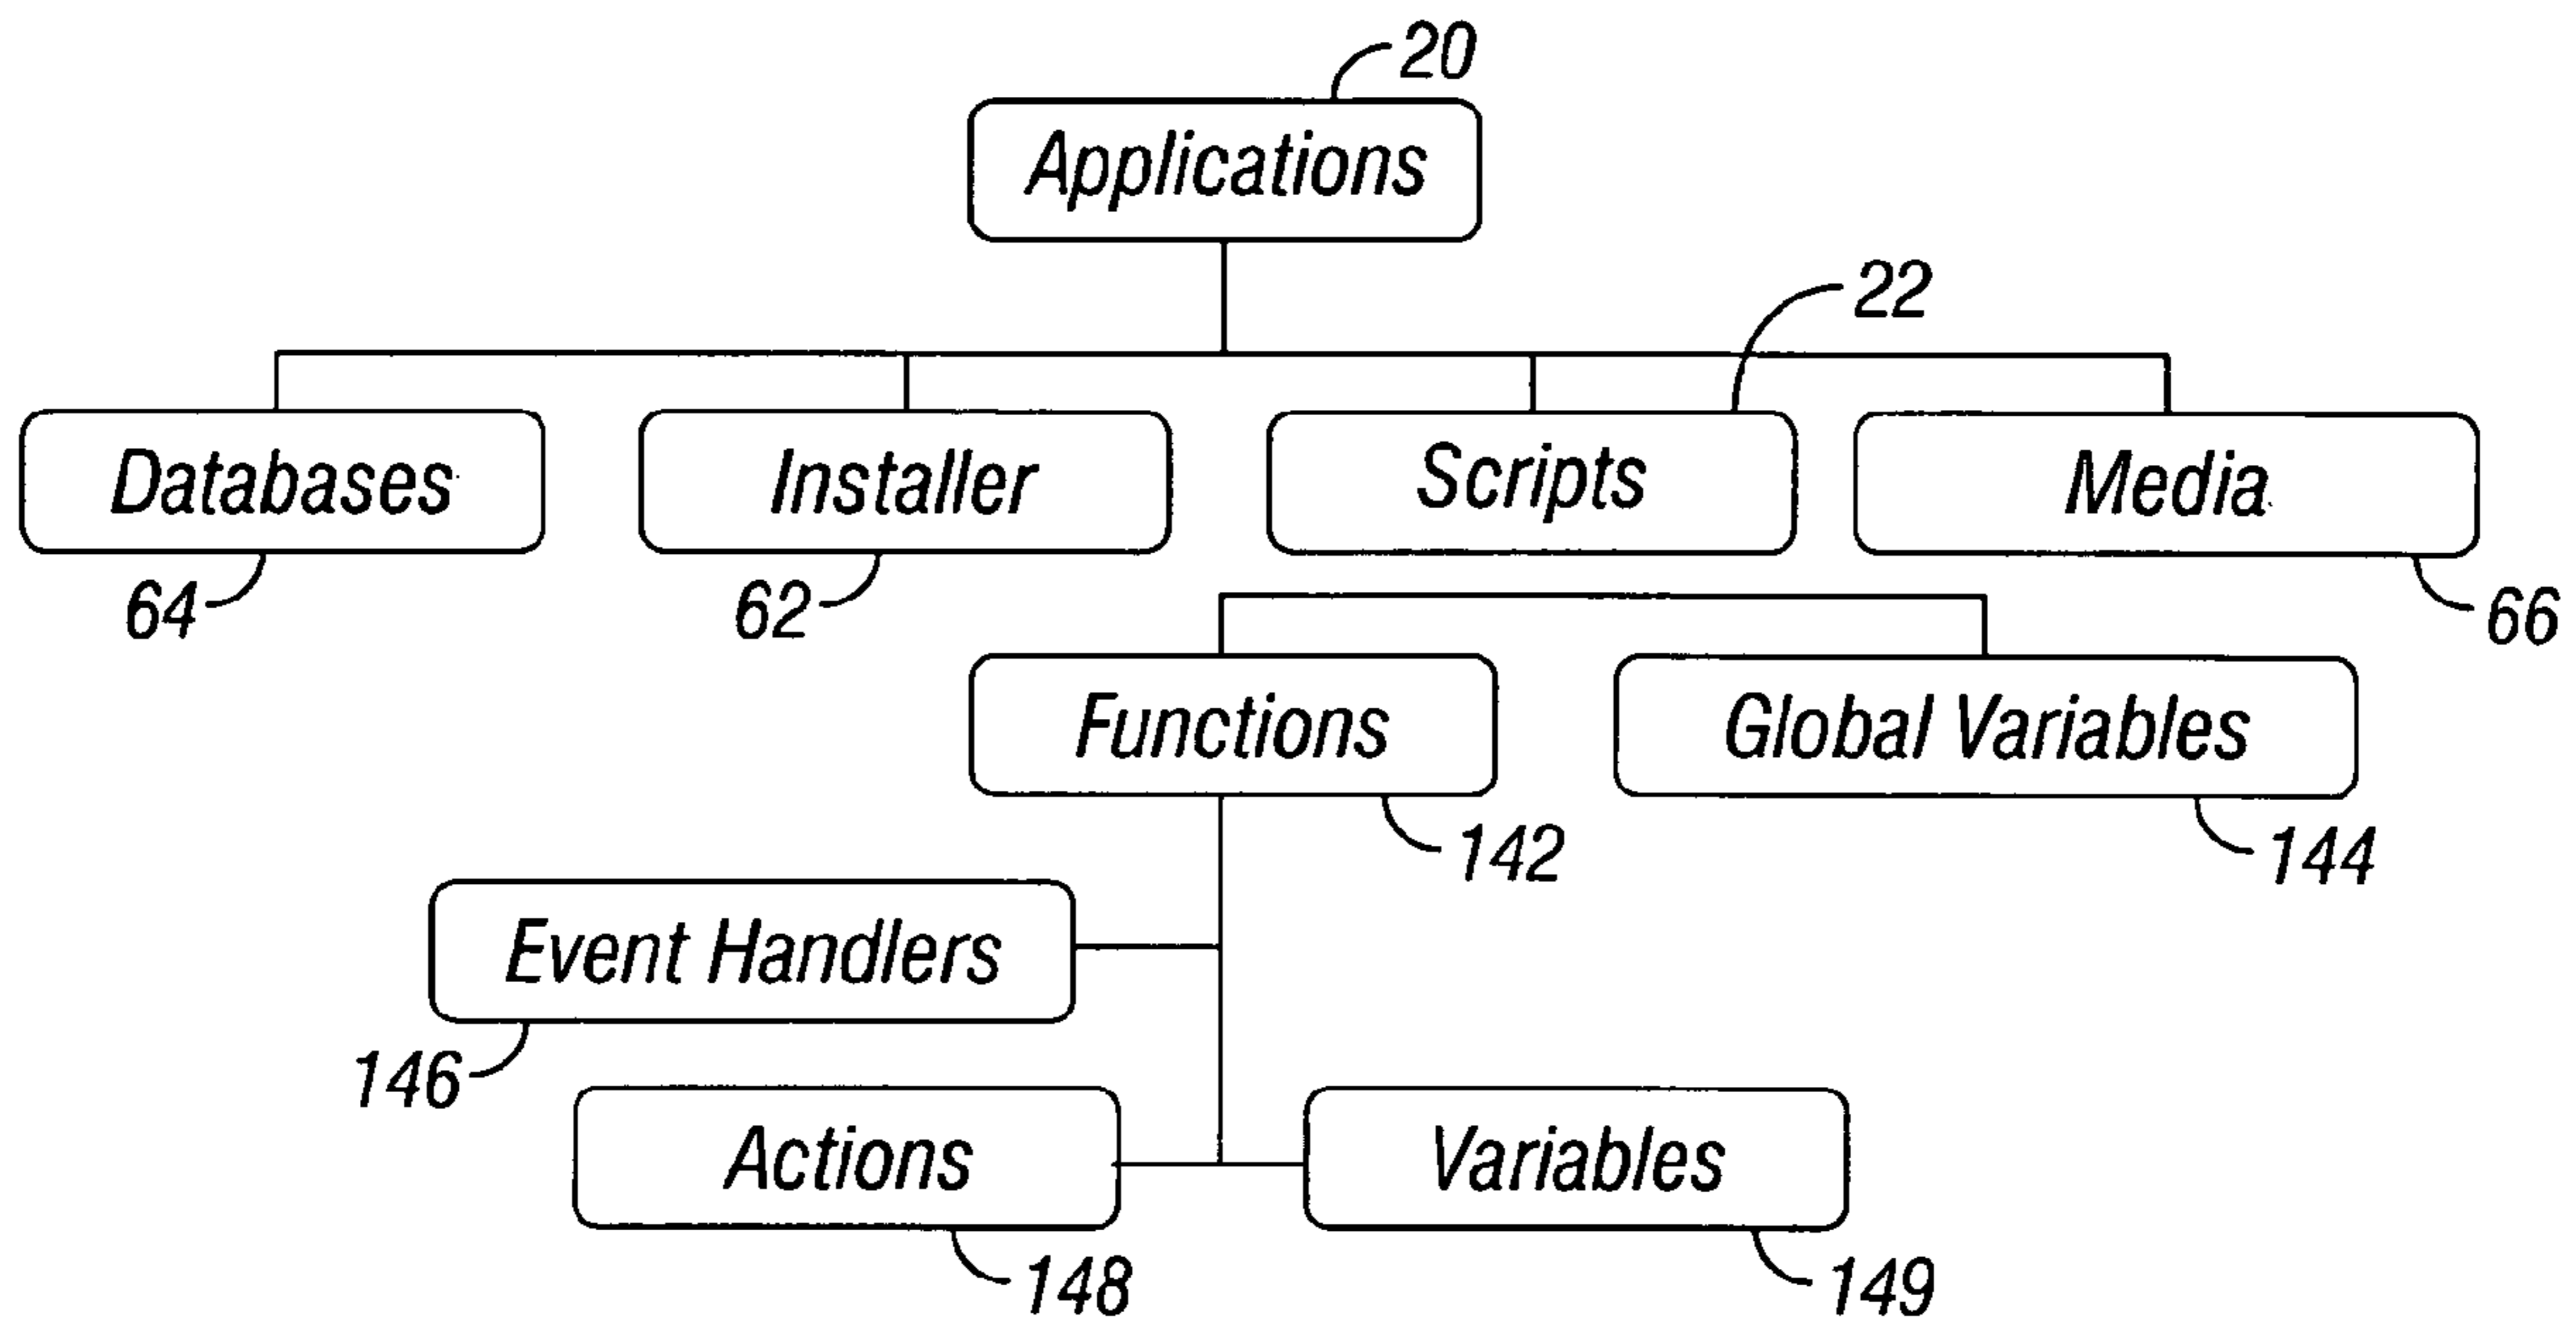 20
Applications
22
Databases
Installer
Scripts
Media
64
62
66
Functions
Global Variables
142
144
Event Handlers
146
Actions
Variables
148
149